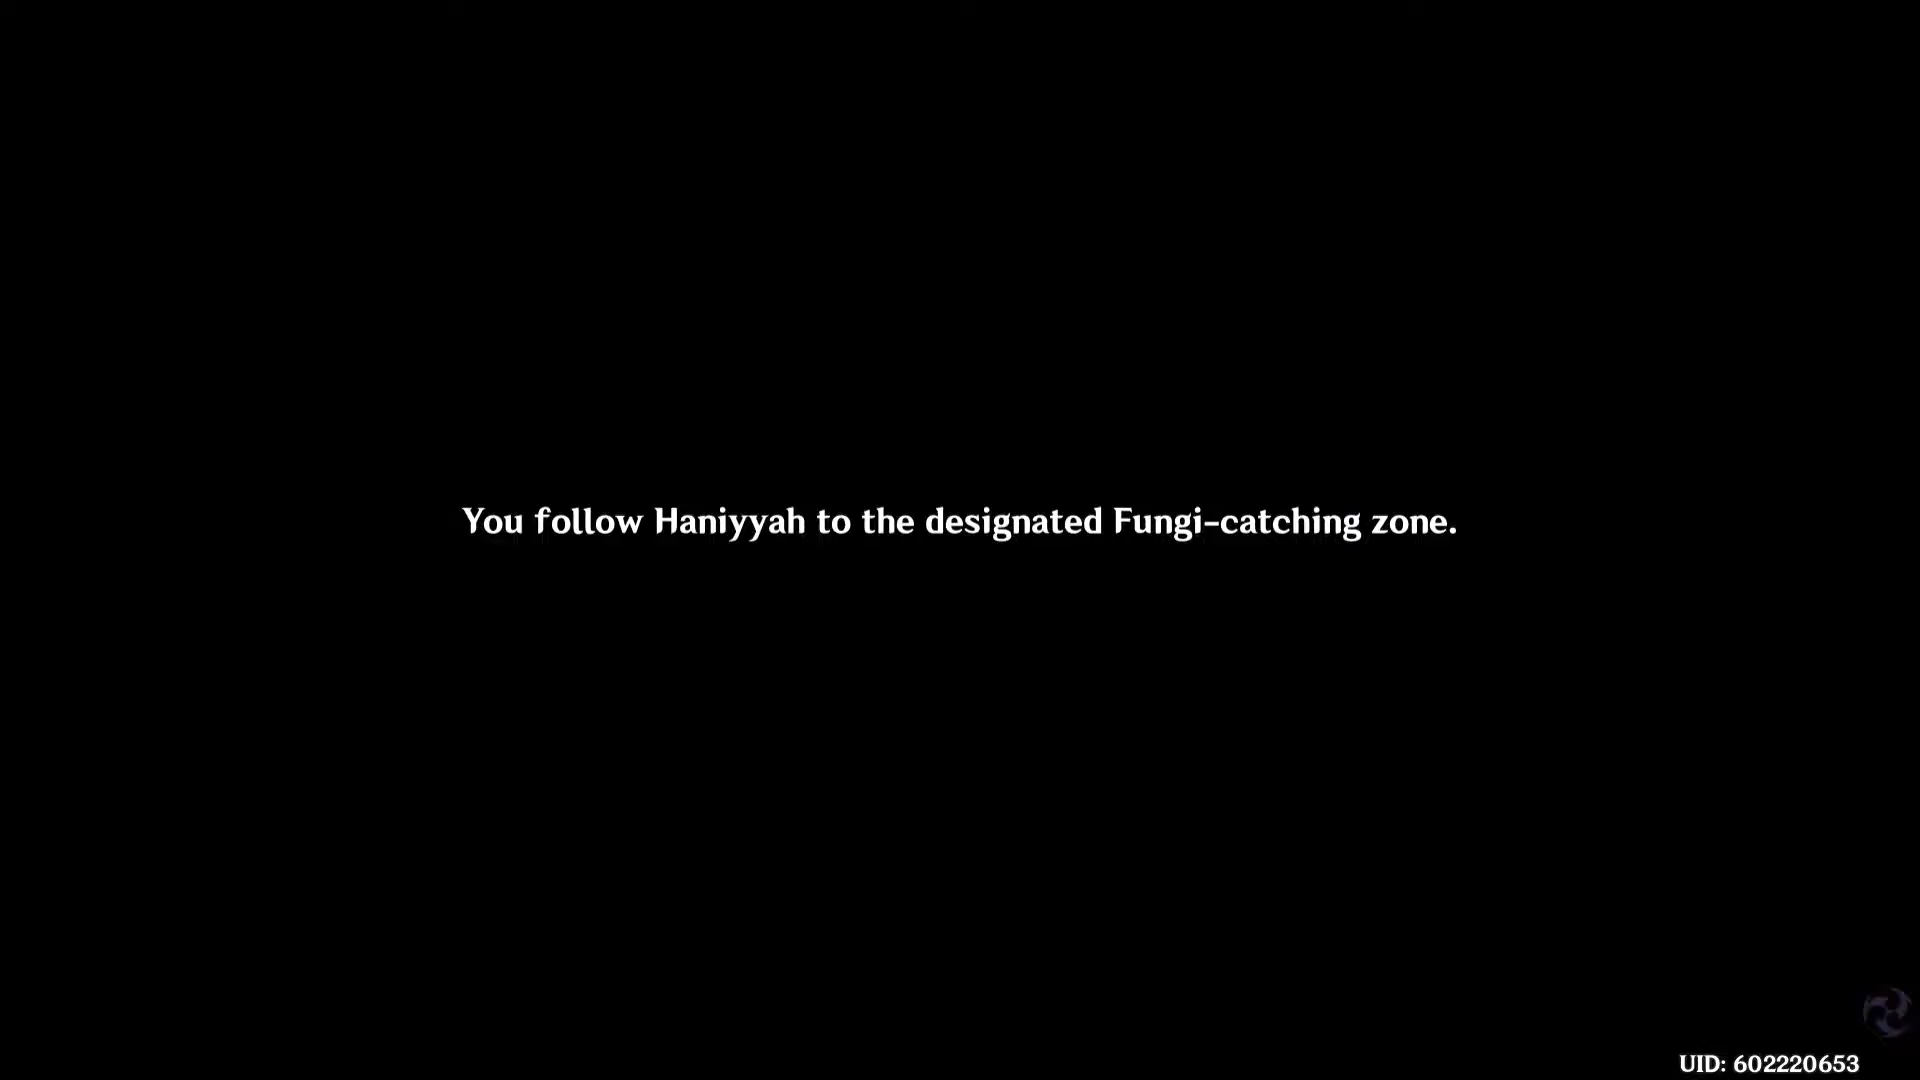 You follow Haniyyah to the designated Fungi-catching zone.
UID: 602220653